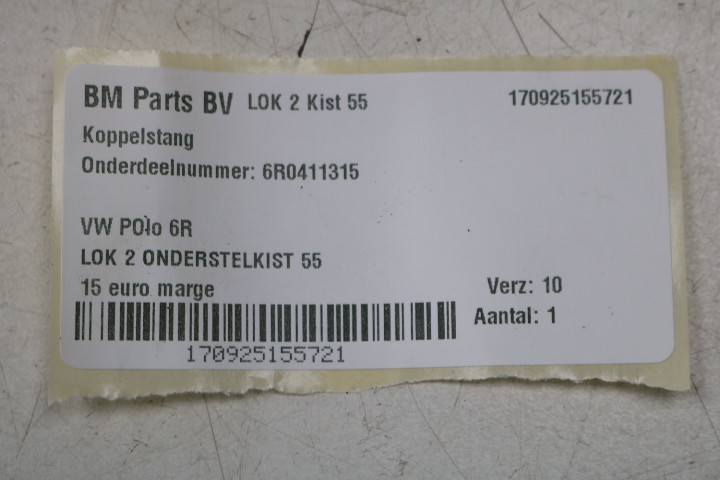 BM Parts BV LOK 2 Kist 55 170925155721
Koppelstang
Onderdeelnummer: 6R0411315
VW POlo 6R
LOK 2 ONDERSTELKIST 55
15 euro marge Verz: 10
Aantal: 1
170925155721